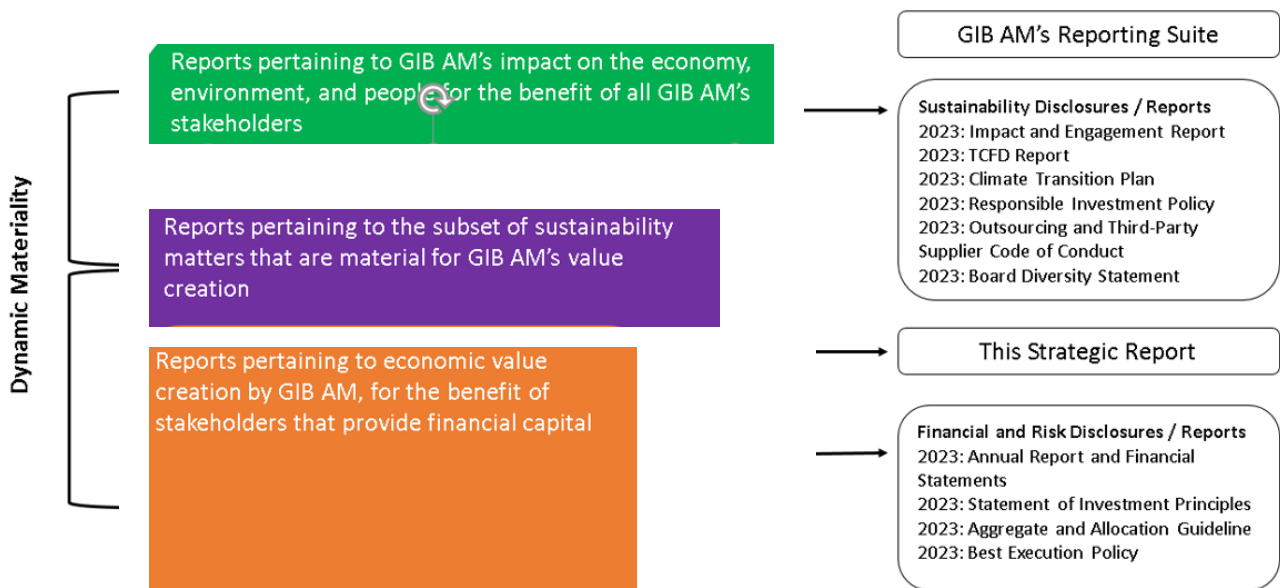 Dynamic Materiality
Reports pertaining to GIB AM's impact on the economy,
environment, and people for the benefit of all GIB AM's
stakeholders
Reports pertaining to the subset of sustainability
matters that are material for GIB AM's value
creation
Reports pertaining to economic value
creation by GIB AM, for the benefit of
stakeholders that provide financial capital
GIB AM's Reporting Suite
Sustainability Disclosures / Reports
2023: Impact and Engagement Report
2023: TCFD Report
2023: Climate Transition Plan
2023: Responsible Investment Policy
2023: Outsourcing and Third-Party
Supplier Code of Conduct
2023: Board Diversity Statement
This Strategic Report
Financial and Risk Disclosures / Reports
2023: Annual Report and Financial
Statements
2023: Statement of Investment Principles
2023: Aggregate and Allocation Guideline
2023: Best Execution Policy